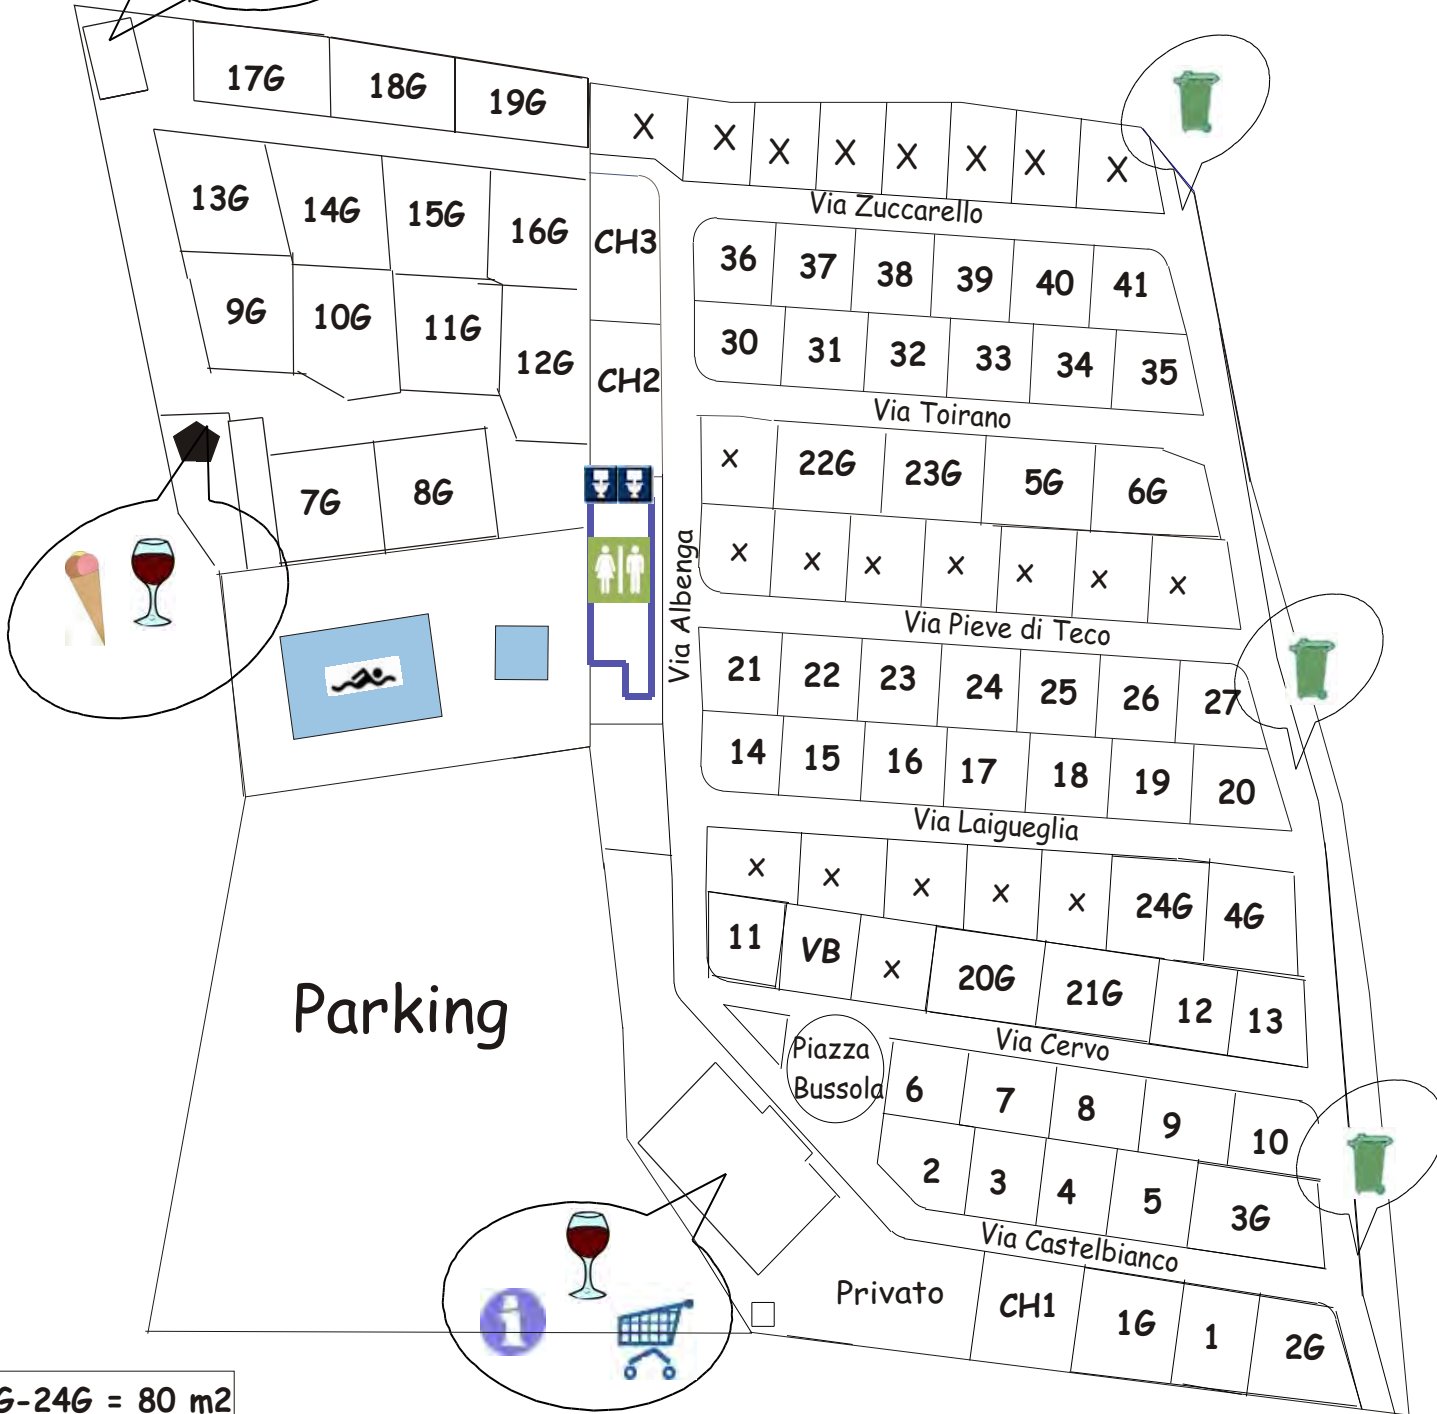 17G 18G 19G
X X X X X X X X
Via Zuccarello
13G 14G 15G 16G
CH3
36 37 38 39 40 41
9G 10G 11G 12G
CH2
30 31 32 33 34 35
Via Toirano
7G 8G
x 22G 23G 5G 6G
x x x x x x x
Via Albenga
Via Pieve di Teco
21 22 23 24 25 26 27
14 15 16 17 18 19 20
Via Laigueglia
x x x x x 24G 4G
11 VB x 20G 21G 12 13
Parking
Via Cervo
Piazza
Bussola
6 7 8 9 10
2 3 4 5 3G
Via Castelbianco
Privato
CH1 1G 1 2G
i
G-24G = 80 m2